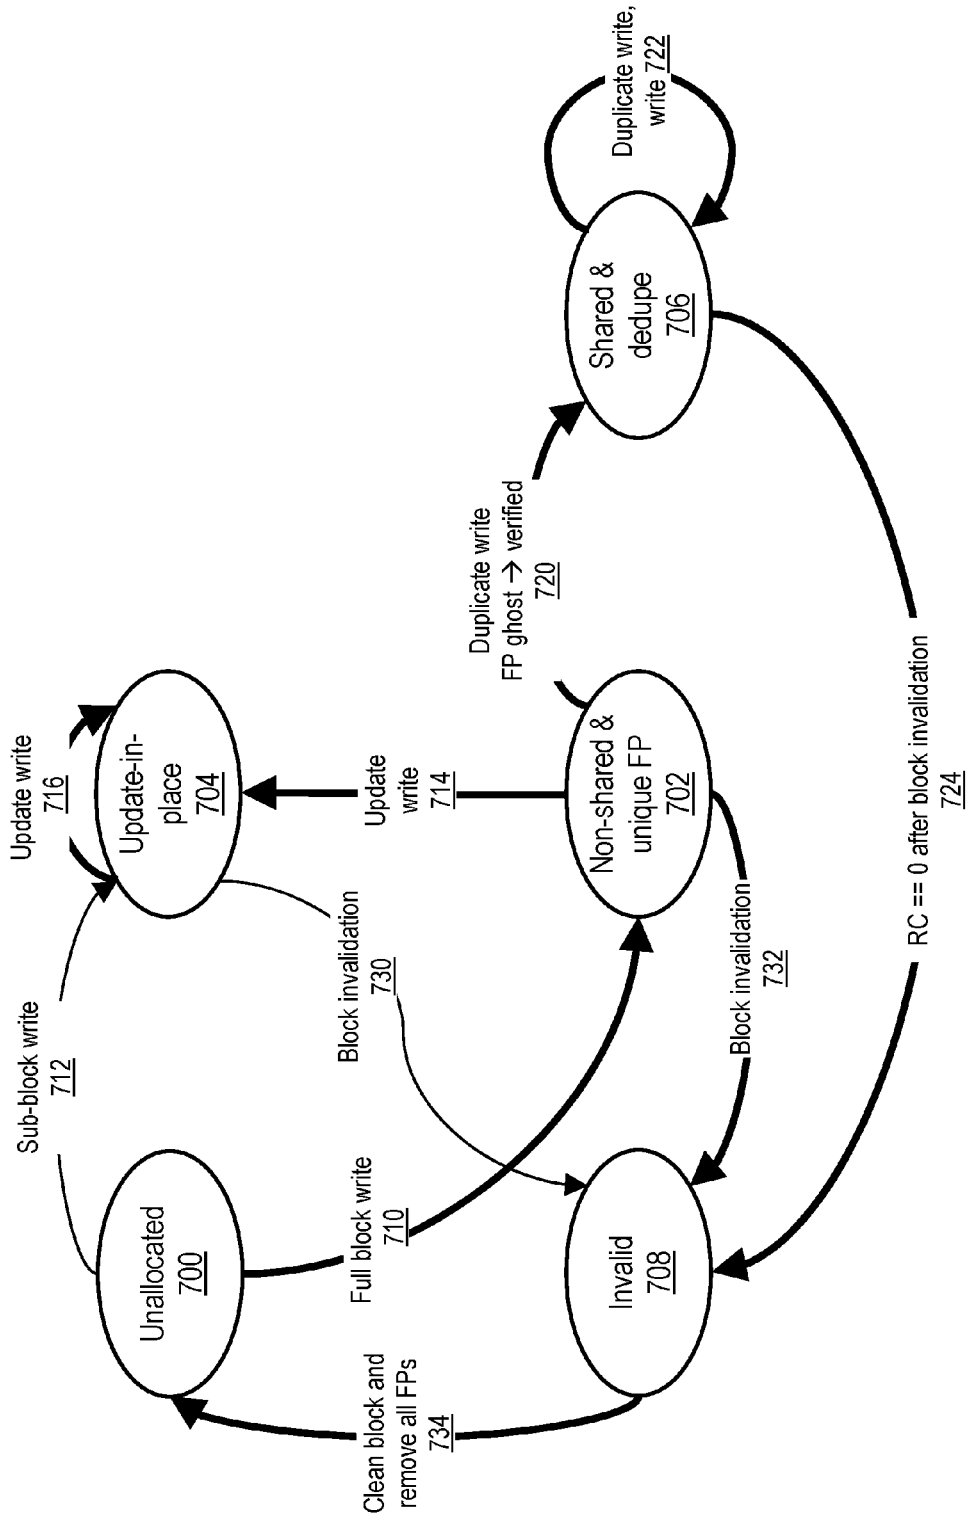 Sub-block write
712
Update write
716
Unallocated
700
Update-in-
place
704
Clean block and
remove all FPs
734
Full block write
710
Block invalidation
730
Update
write
714
Duplicate write
FP ghost → verified
720
Invalid
708
Non-shared &
unique FP
702
Shared &
dedupe
706
Duplicate write,
write 722
Block invalidation
732
RC == 0 after block invalidation
724